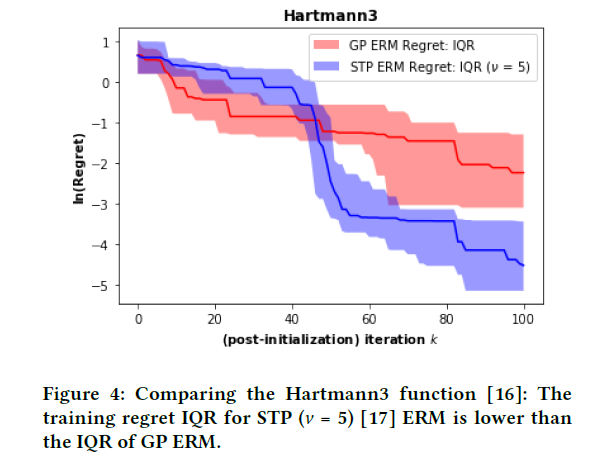 Hartmann3
GP ERM Regret: IQR
STP ERM Regret: IQR (ν = 5)
ln(Regret)
1
0
−1
−2
−3
−4
−5
0 20 40 60 80 100
(post-initialization) iteration k
Figure 4: Comparing the Hartmann3 function [16]: The
training regret IQR for STP (ν = 5) [17] ERM is lower than
the IQR of GP ERM.